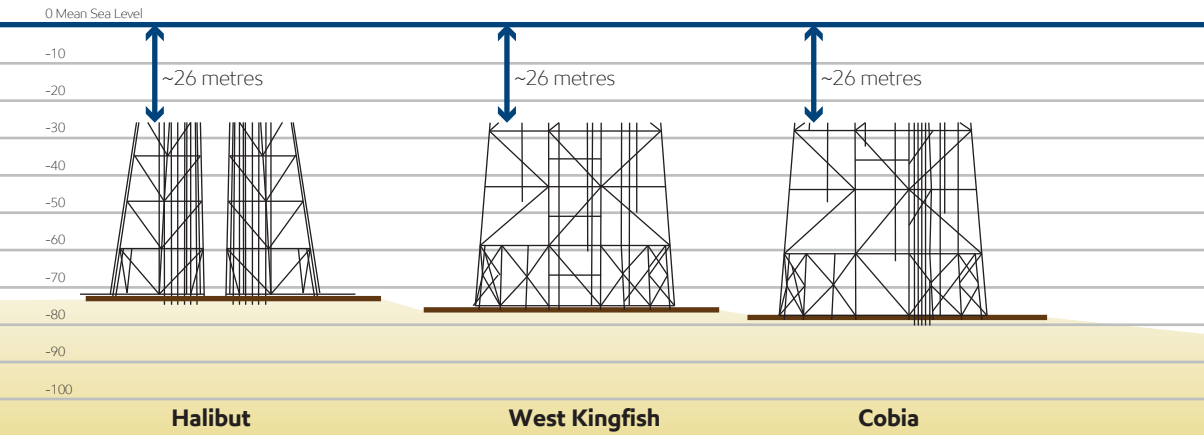 0 Mean Sea Level
-10
~26 metres
~26 metres
~26 metres
-20
-30
-40
-50
-60
-70
-80
-90
-100
Halibut
West Kingfish
Cobia